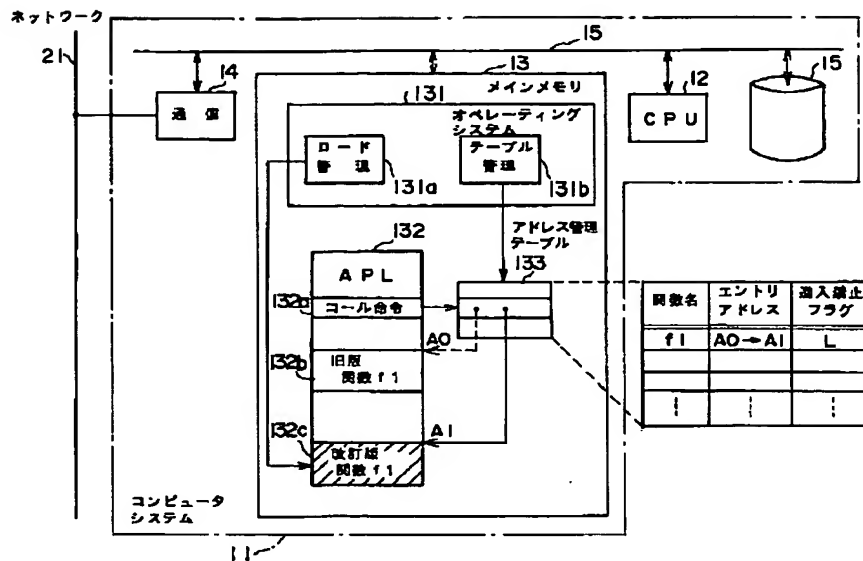 ネットワーク
21
14
通信
15
13
メインメモリ
12
CPU
15
131
オペレーティング
システム
ロード
管理
131a
テーブル
管理
131b
アドレス管理
テーブル
133
132
APL
132a
コール命令
A0
132b
旧版
関数f1
A1
132c
改訂版
関数f1
関数名
エントリ
アドレス
進入禁止
フラグ
f1
A0→A1
L
コンピュータ
システム
11